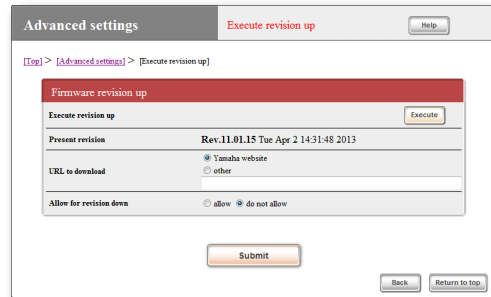 Advanced settings
Execute revision up
Help
[Top] > [Advanced settings] > [Execute revision up]
Firmware revision up
Execute revision up
Execute
Present revision
Rev.11.01.15 Tue Apr 2 14:31:48 2013
URL to download
Yamaha website
other
Allow for revision down
allow
do not allow
Submit
Back
Return to top